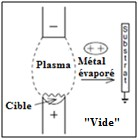 −
Plasma
++
Métal
évaporé
Substrat
Cible
+
"Vide"